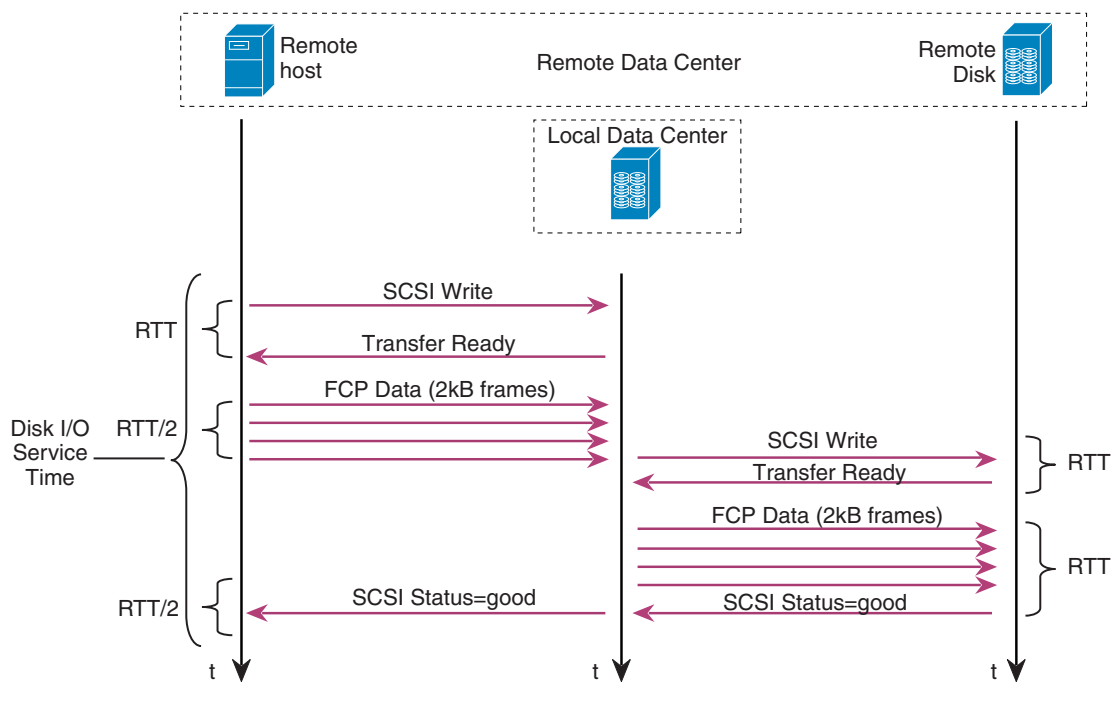 Remote
host
Remote Data Center
Remote
Disk
Local Data Center
SCSI Write
RTT
Transfer Ready
FCP Data (2kB frames)
Disk I/O
Service
Time
RTT/2
SCSI Write
RTT
Transfer Ready
FCP Data (2kB frames)
RTT
RTT/2
SCSI Status=good
SCSI Status=good
t
t
t